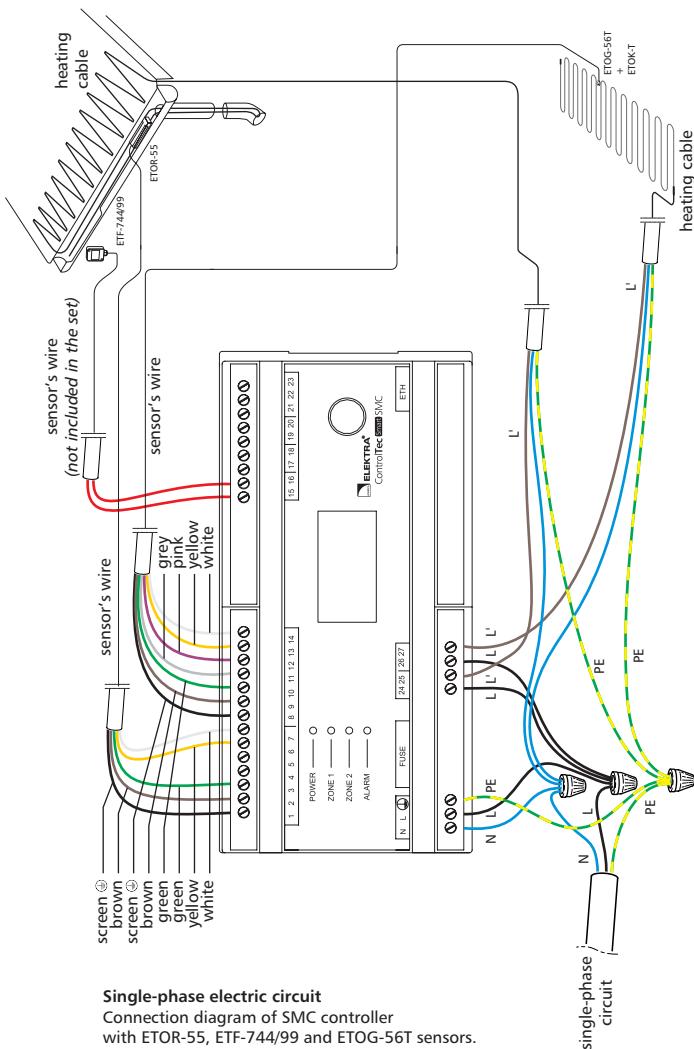 heating
cable
ETF-744/99
ETOR-55
ETOG-56T
+
ETOK-T
heating cable
sensor's wire
(not included in the set)
sensor's wire
sensor's wire
grey
pink
yellow
white
screen ⏚
brown
screen ⏚
brown
green
green
yellow
white
1 2 3 4 5 6 7 8 9 10 11 12 13 14
15 16 17 18 19 20 21 22 23
POWER
ZONE 1
ZONE 2
ALARM
ELEKTRA®
ControlTec smart SMC
ETH
N L ⏚
FUSE
24 25 26 27
N
L
PE
L
L'
L
L'
L'
L'
PE
PE
N
L
PE
single-phase
circuit
Single-phase electric circuit
Connection diagram of SMC controller
with ETOR-55, ETF-744/99 and ETOG-56T sensors.